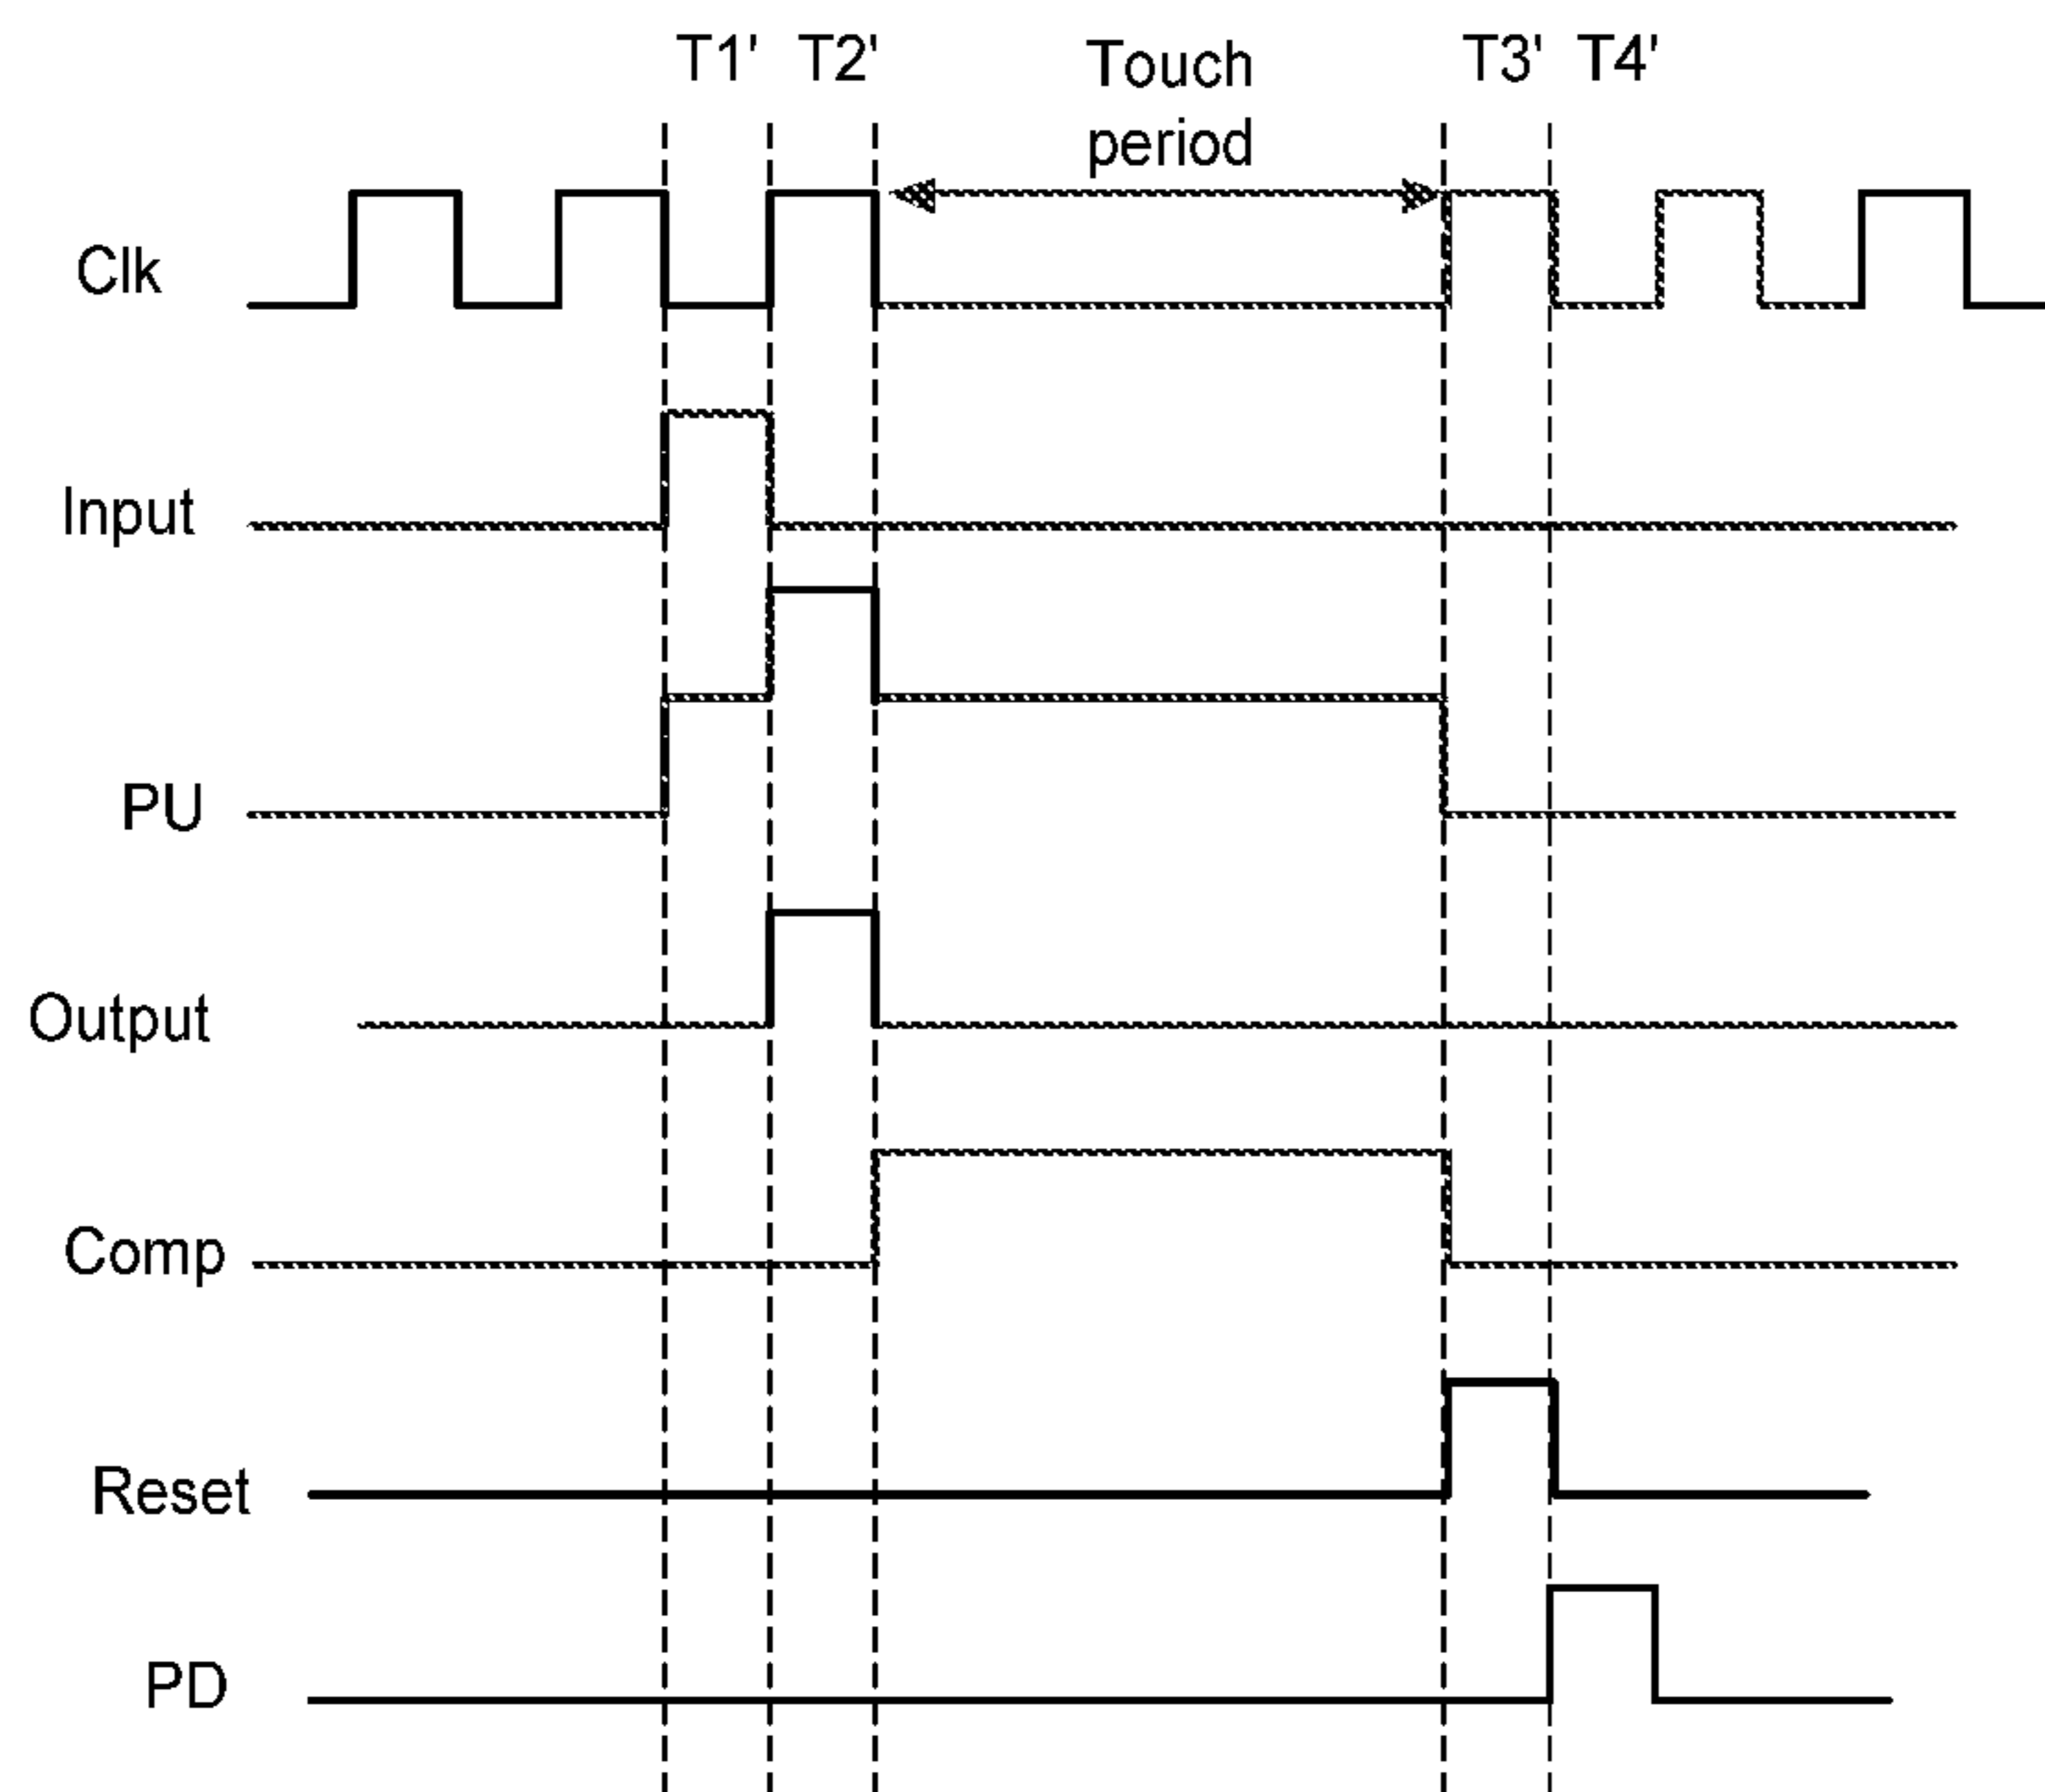 T1' T2' Touch period T3' T4'
Clk
Input
PU
Output
Comp
Reset
PD